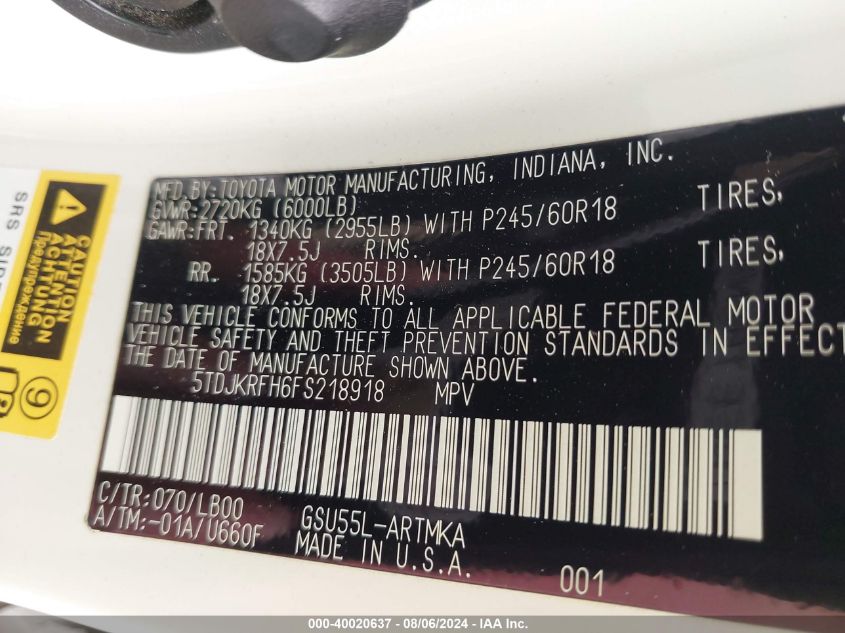 MFD. BY: TOYOTA MOTOR MANUFACTURING, INDIANA, INC.
GVWR: 2720KG (6000LB)
GAWR: FRT. 1340KG (2955LB) WITH P245/60R18 TIRES,
18X7.5J RIMS.
RR. 1585KG (3505LB) WITH P245/60R18 TIRES,
18X7.5J RIMS.
THIS VEHICLE CONFORMS TO ALL APPLICABLE FEDERAL MOTOR
VEHICLE SAFETY AND THEFT PREVENTION STANDARDS IN EFFECT
THE DATE OF MANUFACTURE SHOWN ABOVE.
5TDJKRFH6FS218918 MPV
C/TR: 070/LB00 GSU55L-ARTMKA
A/TM: -01A/U660F MADE IN U.S.A.
001
SRS
CAUTION
ATTENTION
ACHTUNG
Предупреждение
9
000-40020637 - 08/06/2024 - IAA Inc.